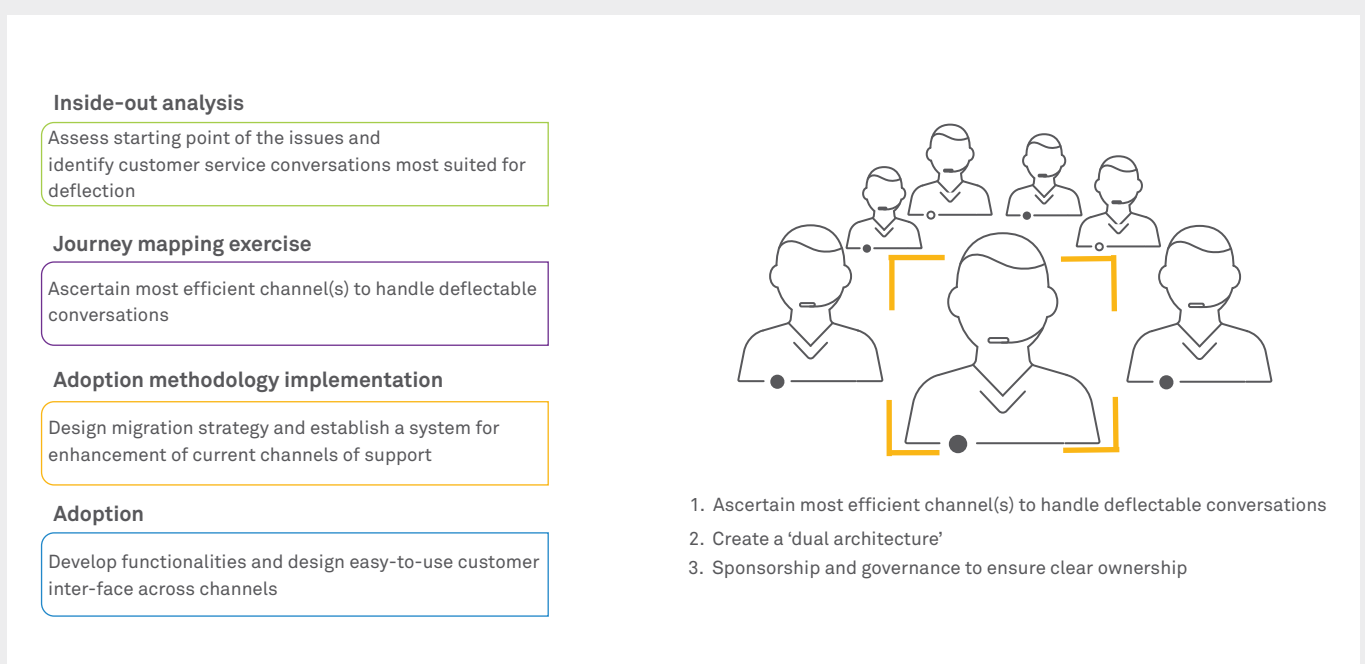 Inside-out analysis
Assess starting point of the issues and
identify customer service conversations most suited for
deflection
Journey mapping exercise
Ascertain most efficient channel(s) to handle deflectable
conversations
Adoption methodology implementation
Design migration strategy and establish a system for
enhancement of current channels of support
Adoption
Develop functionalities and design easy-to-use customer
inter-face across channels
1. Ascertain most efficient channel(s) to handle deflectable conversations
2. Create a ‘dual architecture’
3. Sponsorship and governance to ensure clear ownership